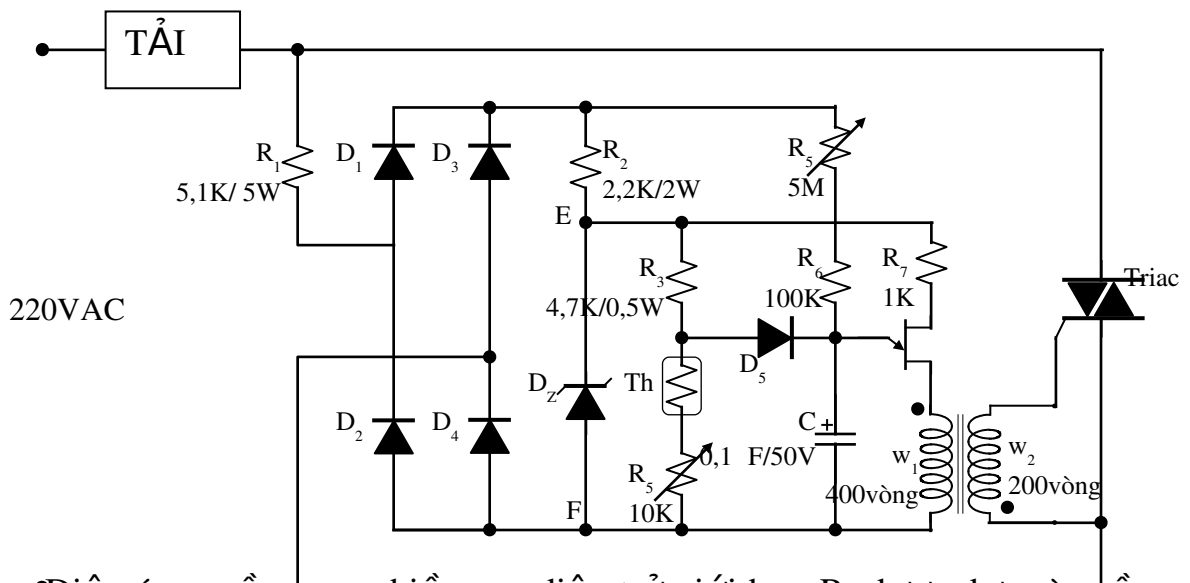 TẢI
R1
5,1K/ 5W
D1
D3
R2
2,2K/2W
R5
5M
E
R3
4,7K/0,5W
R6
100K
R7
1K
Triac
220VAC
D5
DZ
Th
D2
D4
C +
0,1 F/50V
R5
10K
F
w1
400vòng
w2
200vòng